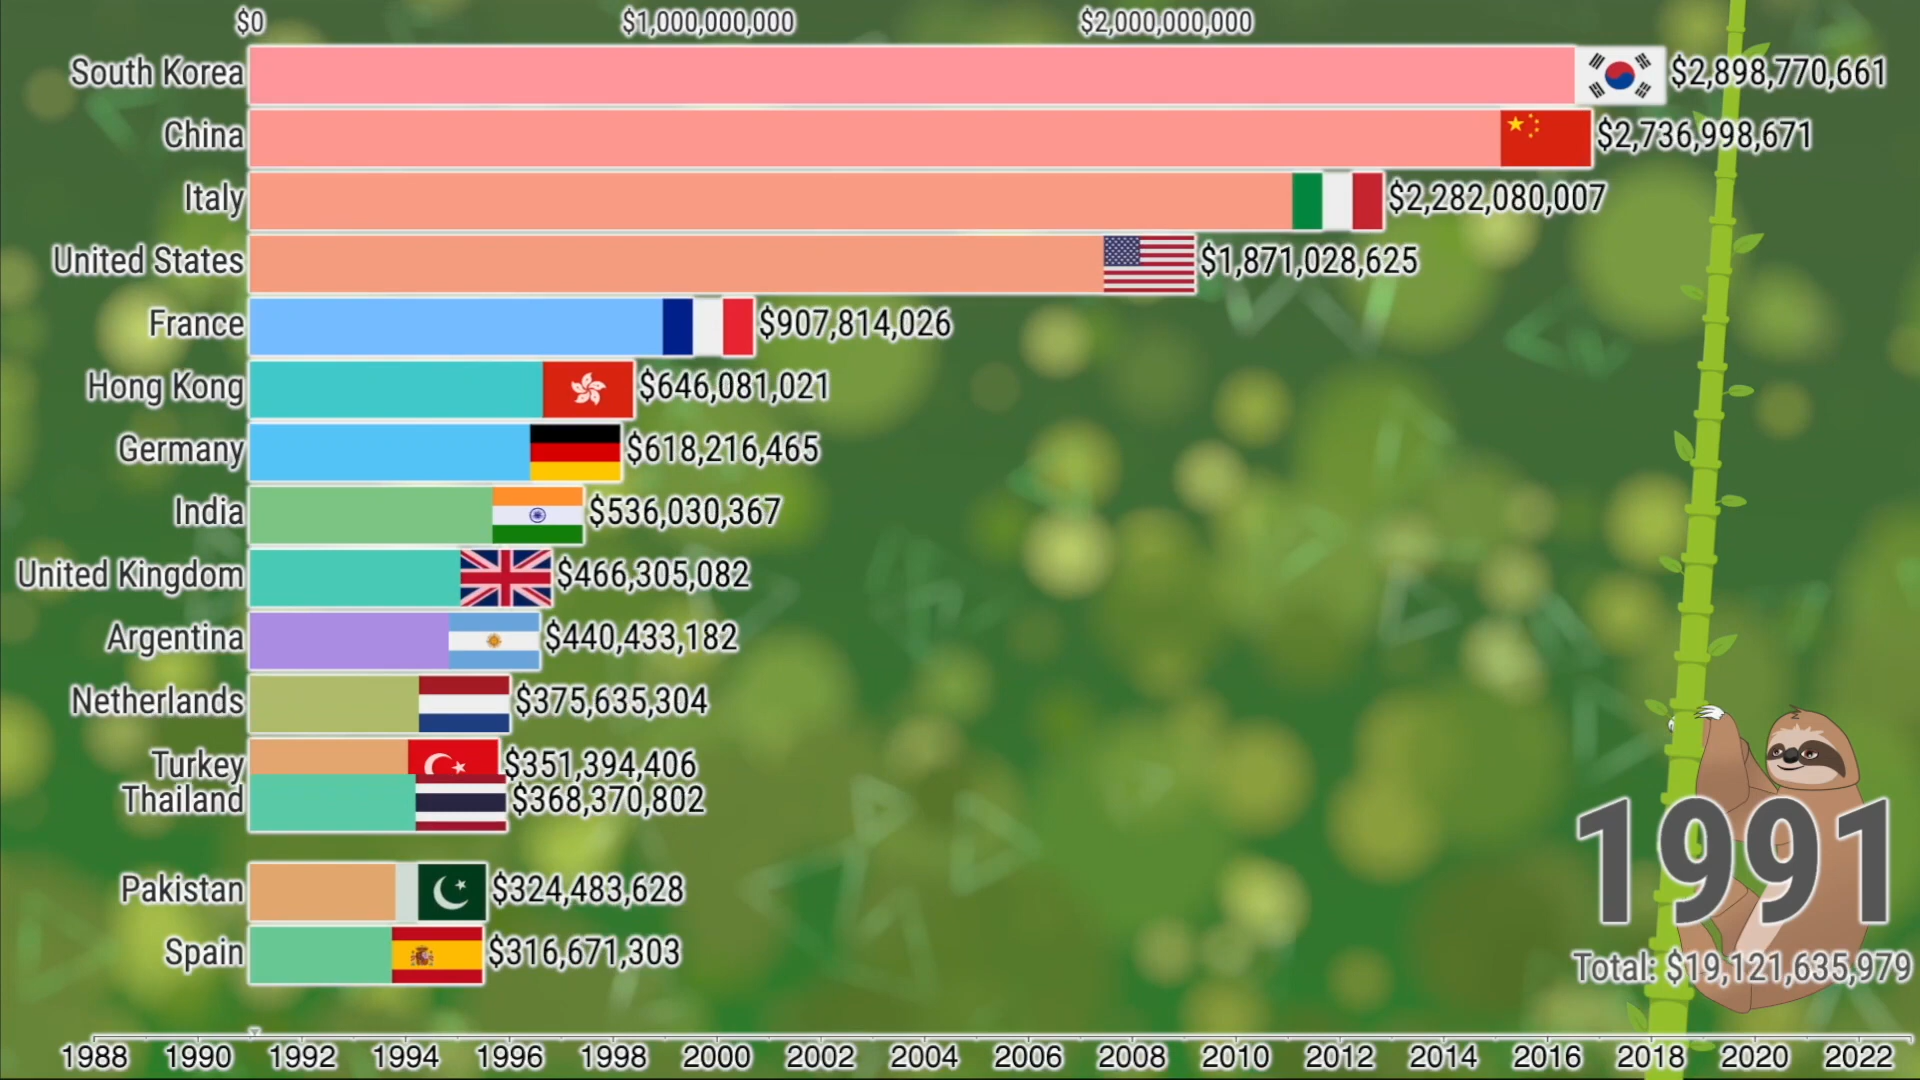 $0 $1,000,000,000 $2,000,000,000
South Korea $2,898,770,661
China $2,736,998,671
Italy $2,282,080,007
United States $1,871,028,625
France $907,814,026
Hong Kong $646,081,021
Germany $618,216,465
India $536,030,367
United Kingdom $466,305,082
Argentina $440,433,182
Netherlands $375,635,304
Turkey $351,394,406
Thailand $368,370,802
Pakistan $324,483,628
Spain $316,671,303
1991
Total: $19,121,635,979
1988 1990 1992 1994 1996 1998 2000 2002 2004 2006 2008 2010 2012 2014 2016 2018 2020 2022